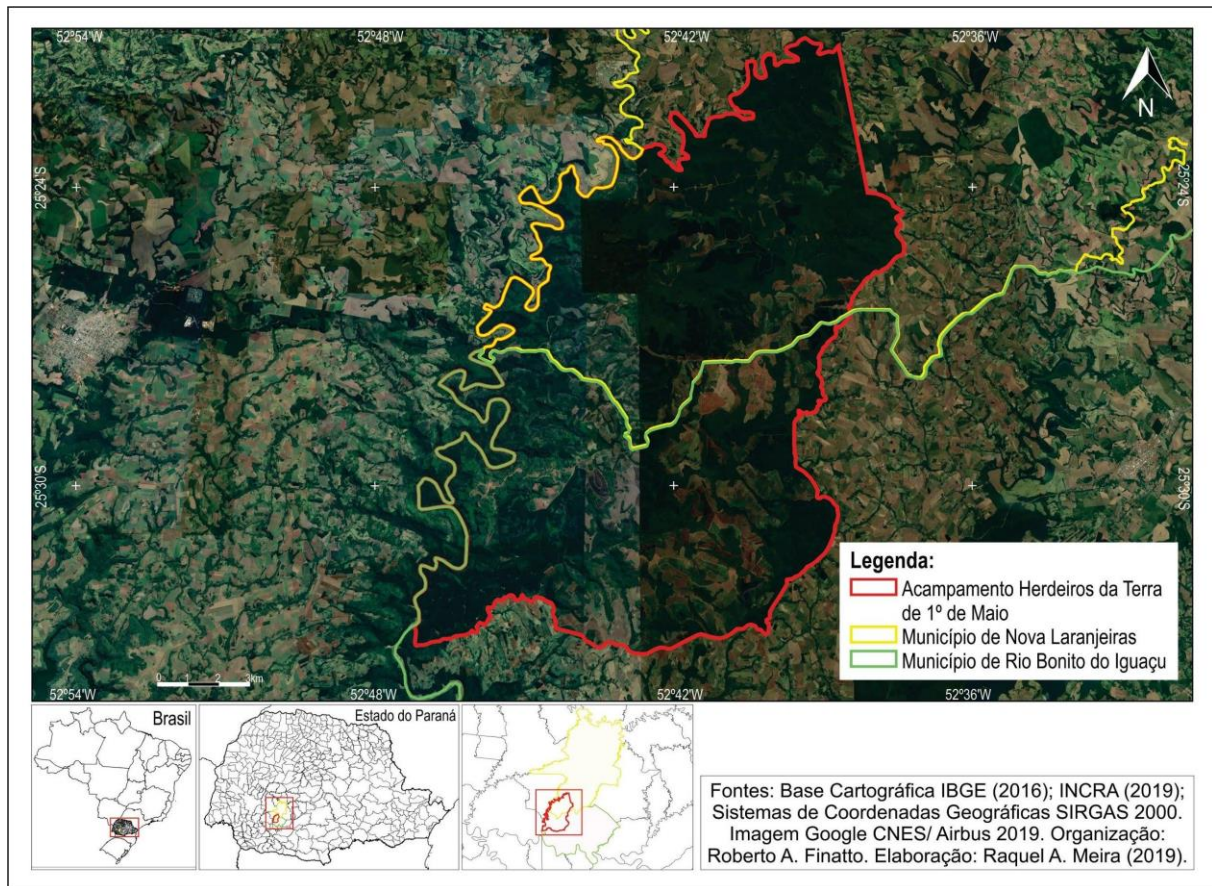 52°54'W
52°48'W
52°42'W
52°36'W
N
25°24'S
25°24'S
25°30'S
25°30'S
Legenda:
Acampamento Herdeiros da Terra
de 1º de Maio
Município de Nova Laranjeiras
Município de Rio Bonito do Iguaçu
0 1 2 3km
52°54'W
52°48'W
52°42'W
52°36'W
Brasil
Estado do Paraná
Fontes: Base Cartográfica IBGE (2016); INCRA (2019);
Sistemas de Coordenadas Geográficas SIRGAS 2000.
Imagem Google CNES/ Airbus 2019. Organização:
Roberto A. Finatto. Elaboração: Raquel A. Meira (2019).